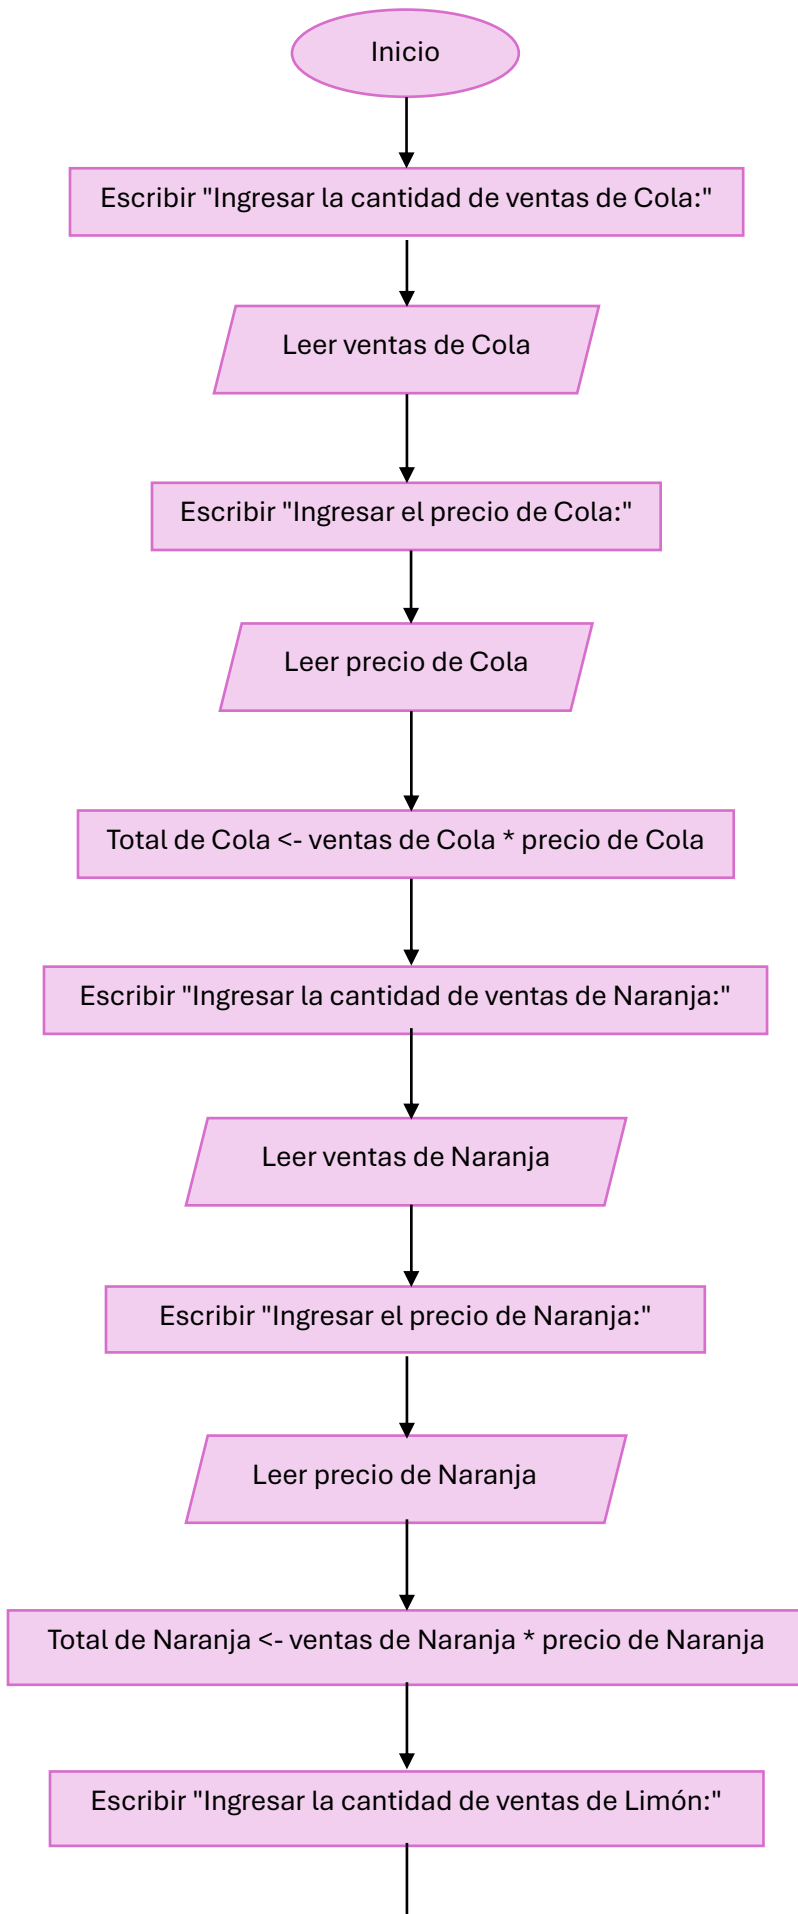 Inicio
Escribir "Ingresar la cantidad de ventas de Cola:"
Leer ventas de Cola
Escribir "Ingresar el precio de Cola:"
Leer precio de Cola
Total de Cola <- ventas de Cola * precio de Cola
Escribir "Ingresar la cantidad de ventas de Naranja:"
Leer ventas de Naranja
Escribir "Ingresar el precio de Naranja:"
Leer precio de Naranja
Total de Naranja <- ventas de Naranja * precio de Naranja
Escribir "Ingresar la cantidad de ventas de Limón:"